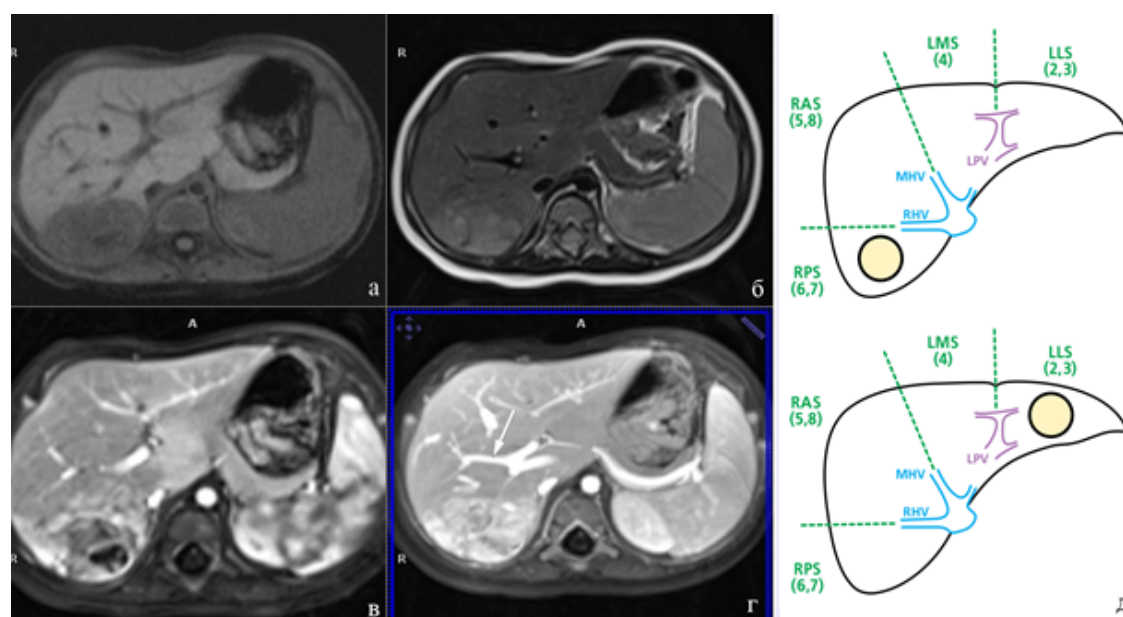 R
а
R
б
A
R
в
A
R
г
LMS
(4)
LLS
(2,3)
RAS
(5,8)
LPV
MHV
RHV
RPS
(6,7)
LMS
(4)
LLS
(2,3)
RAS
(5,8)
LPV
MHV
RHV
RPS
(6,7)
д